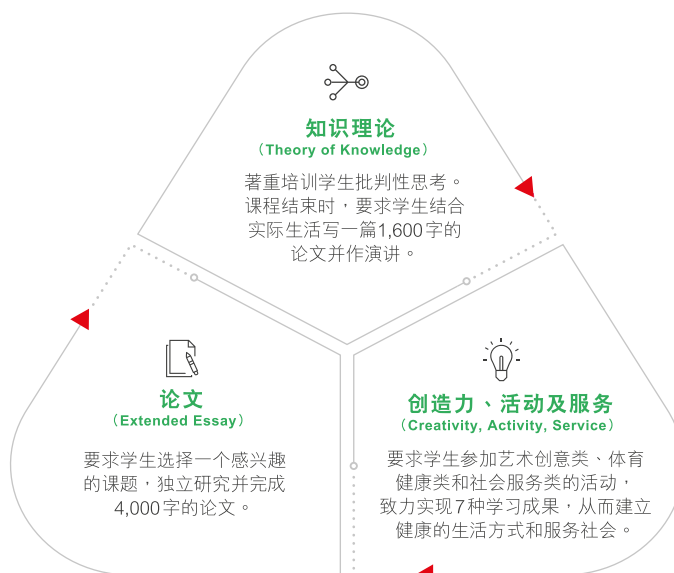 知识理论
(Theory of Knowledge)
著重培训学生批判性思考。
课程结束时，要求学生结合
实际生活写一篇1,600字的
论文并作演讲。
论文
(Extended Essay)
要求学生选择一个感兴趣
的课题，独立研究并完成
4,000字的论文。
创造力、活动及服务
(Creativity, Activity, Service)
要求学生参加艺术创意类、体育
健康类和社会服务类的活动，
致力实现7种学习成果，从而建立
健康的生活方式和服务社会。